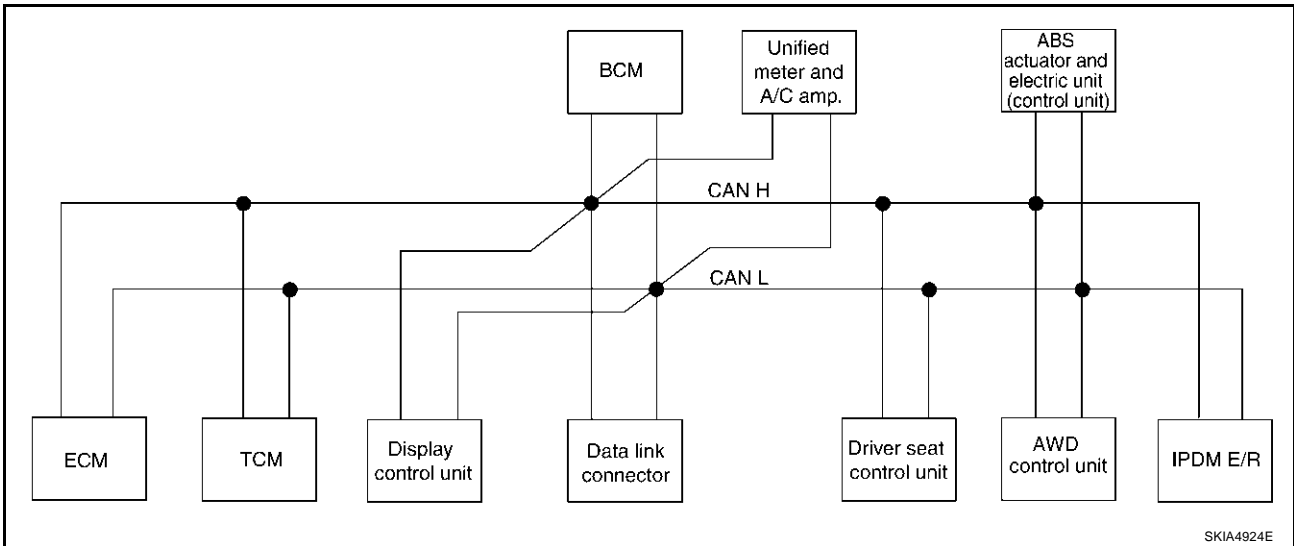 BCM
Unified
meter and
A/C amp.
ABS
actuator and
electric unit
(control unit)
CAN H
CAN L
ECM
TCM
Display
control unit
Data link
connector
Driver seat
control unit
AWD
control unit
IPDM E/R
SKIA4924E